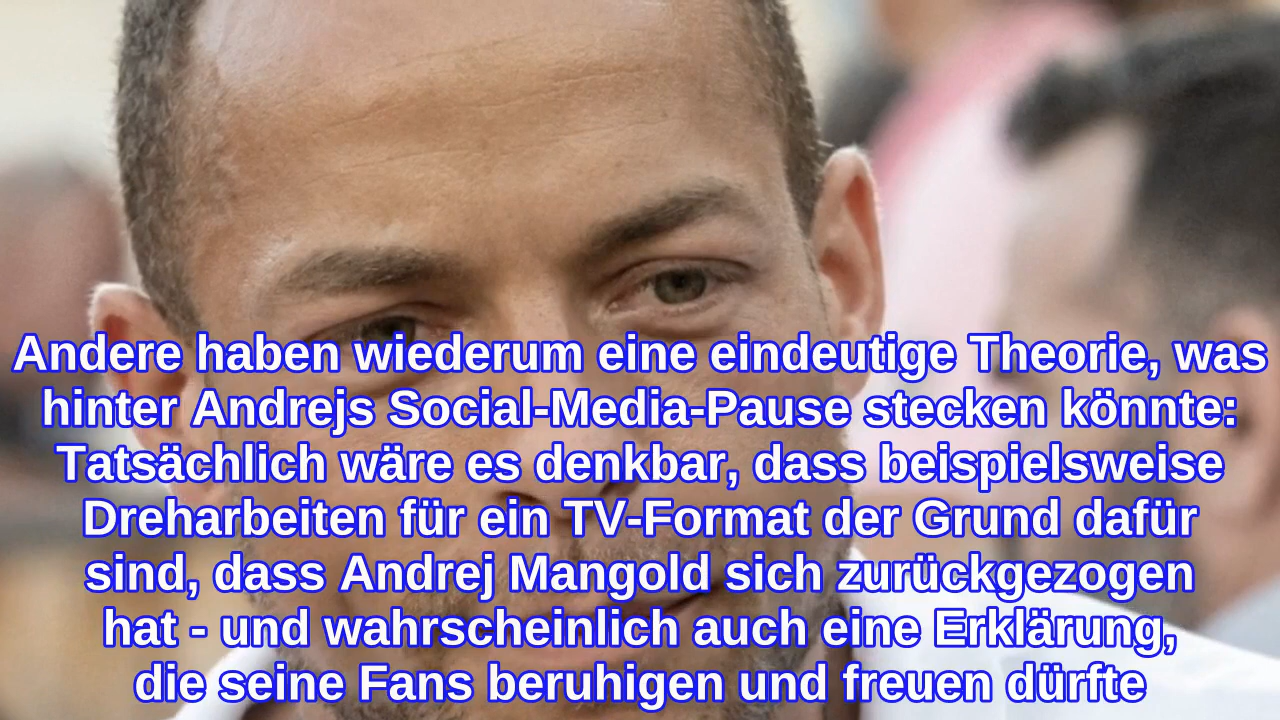 Andere haben wiederum eine eindeutige Theorie, was
hinter Andrejs Social-Media-Pause stecken könnte:
Tatsächlich wäre es denkbar, dass beispielsweise
Dreharbeiten für ein TV-Format der Grund dafür
sind, dass Andrej Mangold sich zurückgezogen
hat - und wahrscheinlich auch eine Erklärung,
die seine Fans beruhigen und freuen dürfte